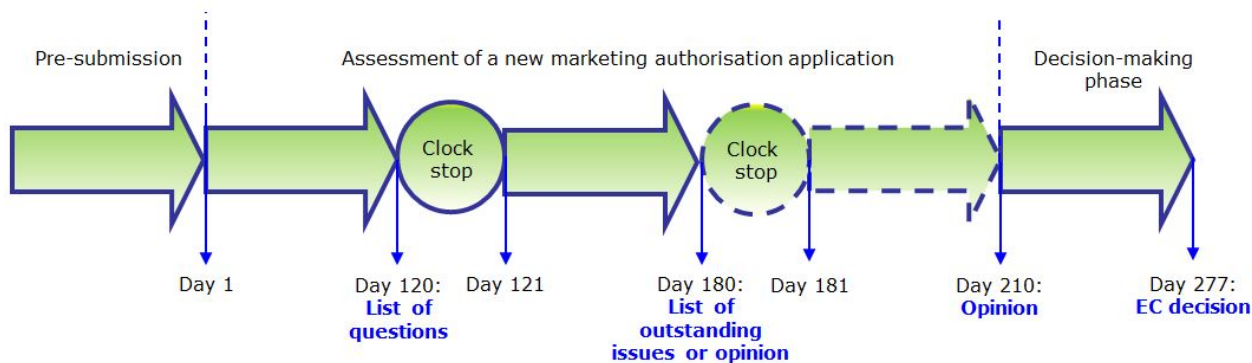 Pre-submission
Assessment of a new marketing authorisation application
Decision-making
phase
Clock
stop
Clock
stop
Day 1
Day 120:
List of
questions
Day 121
Day 180:
List of
outstanding
issues or opinion
Day 181
Day 210:
Opinion
Day 277:
EC decision